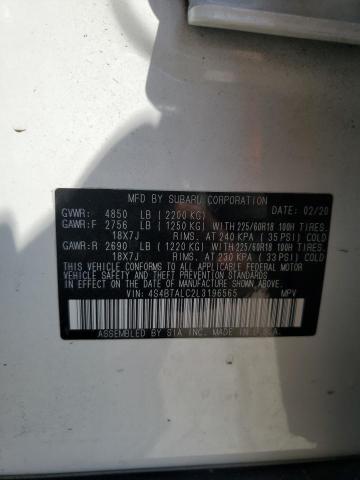 MFD BY SUBARU CORPORATION 02/20
GVWR: 4850 LB (2200 KG)
GAWR:F 2756 LB (1250 KG) WITH 225/60R18 100H TIRES,
18X7J RIMS, AT 240 KPA (35 PSI) COLD
GAWR:R 2690 LB (1220 KG) WITH 225/60R18 100H TIRES,
18X7J RIMS, AT 230 KPA (33 PSI) COLD
THIS VEHICLE CONFORMS TO ALL APPLICABLE FEDERAL MOTOR
VEHICLE SAFETY AND THEFT PREVENTION STANDARDS IN
EFFECT ON THE DATE OF MANUFACTURE SHOWN ABOVE.
VIN: 4S4BTALC2L3196565 MPV
ASSEMBLED BY SIA, INC. MADE IN U.S.A.